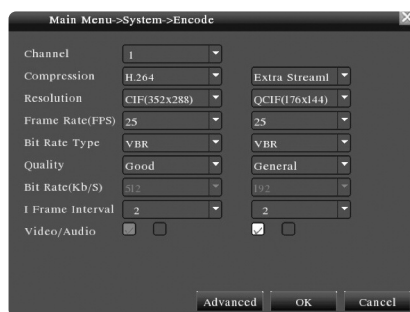 Main Menu->System->Encode
Channel 1
Compression H.264 Extra Stream1
Resolution CIF(352x288) QCIF(176x144)
Frame Rate(FPS) 25 25
Bit Rate Type VBR VBR
Quality Good General
Bit Rate(Kb/S) 512 192
I Frame Interval 2 2
Video/Audio
Advanced OK Cancel